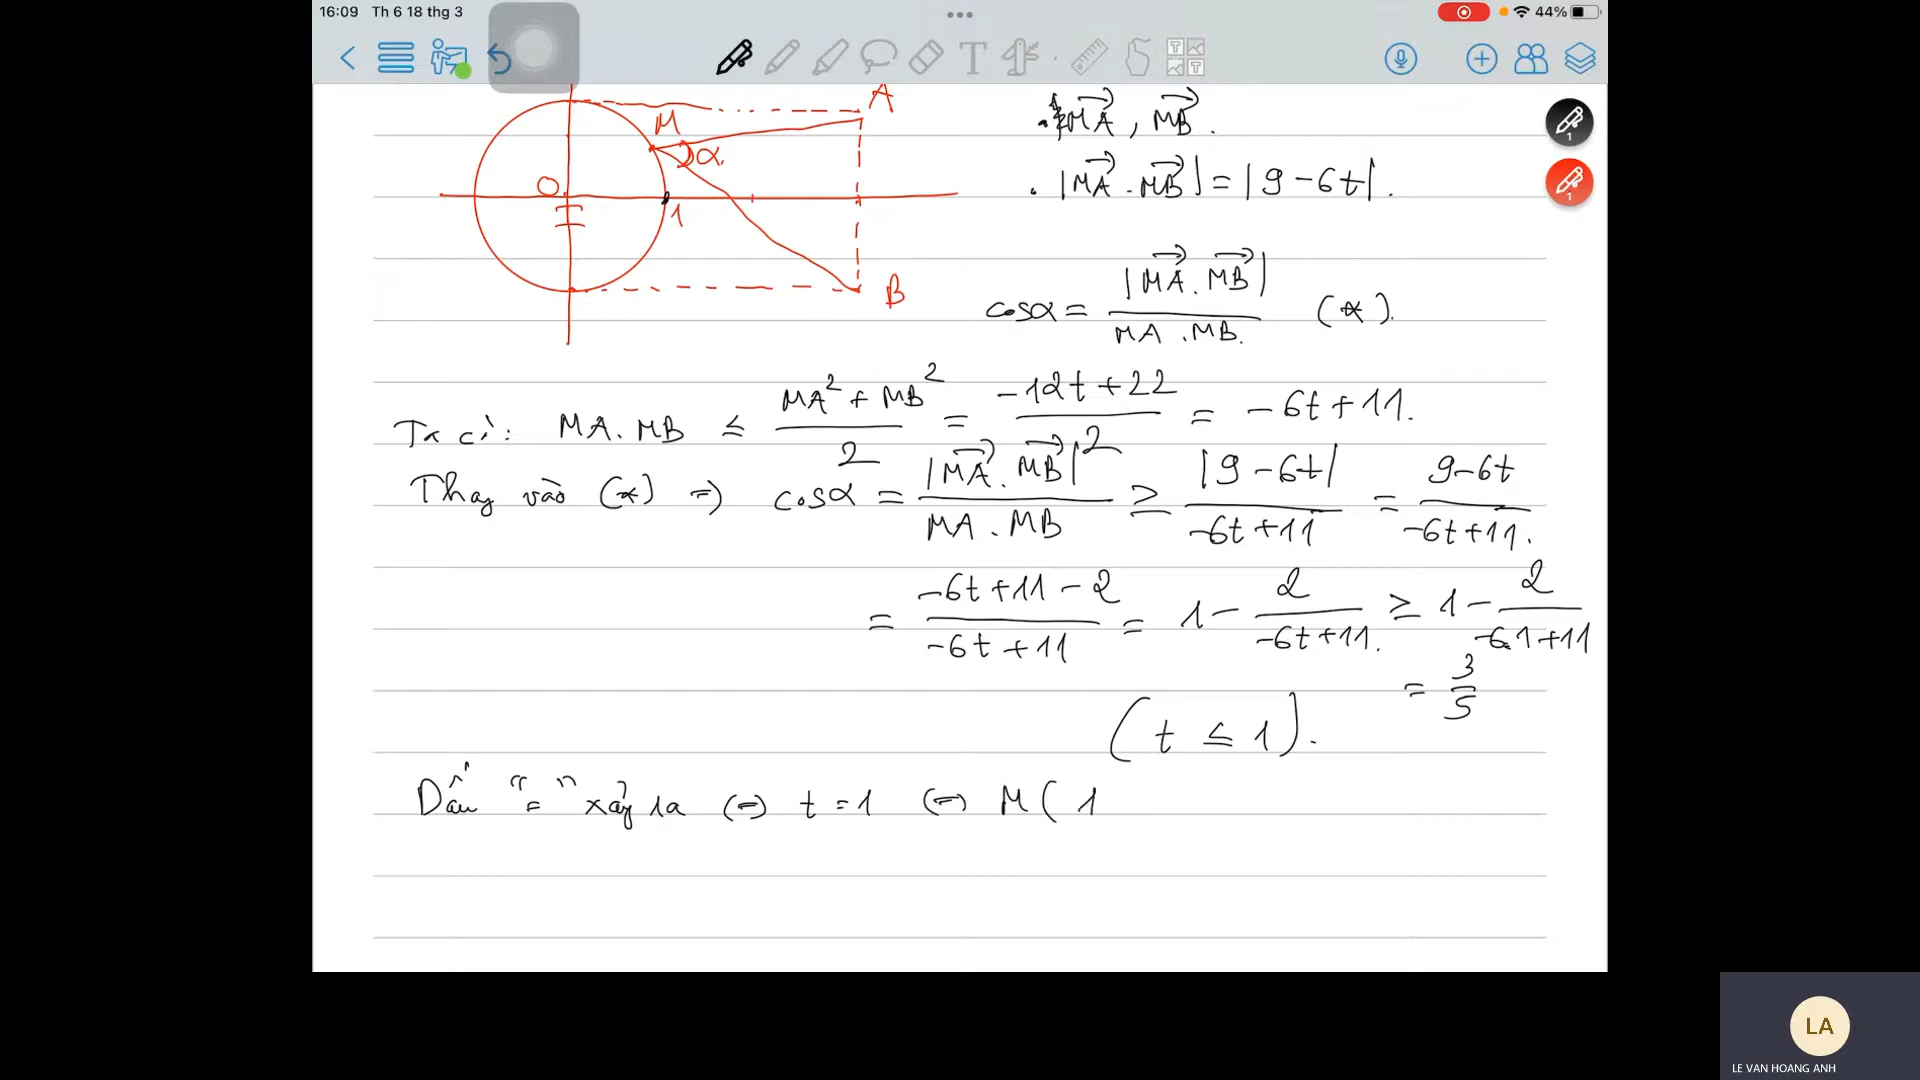 16:09 Th 6 18 thg 3
44%
A
M
α
O
1
B
MA, MB.
|MA.MB| = |9-6t|.
cosα = |MA.MB| / MA.MB. (*).
Ta có: MA.MB ≤ (MA² + MB²) / 2 = (-12t+22) / 2 = -6t+11.
Thay vào (*) ⇒ cosα = |MA.MB| / MA.MB ≥ |9-6t| / -6t+11 = 9-6t / -6t+11.
= -6t+11-2 / -6t+11 = 1 - 2 / -6t+11. ≥ 1 - 2 / -6.1+11
= 3/5
(t ≤ 1).
Dấu "=" xảy ra ⇔ t=1 ⇔ M(1
LA
LE VAN HOANG ANH